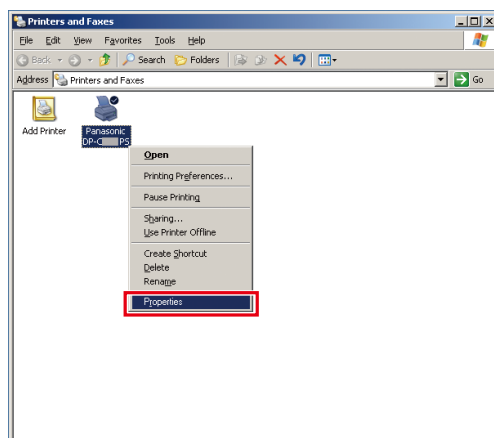 Printers and Faxes
File Edit View Favorites Tools Help
Back Search Folders
Address Printers and Faxes Go
Add Printer
Panasonic
DP-C PS
Open
Printing Preferences...
Pause Printing
Sharing...
Use Printer Offline
Create Shortcut
Delete
Rename
Properties